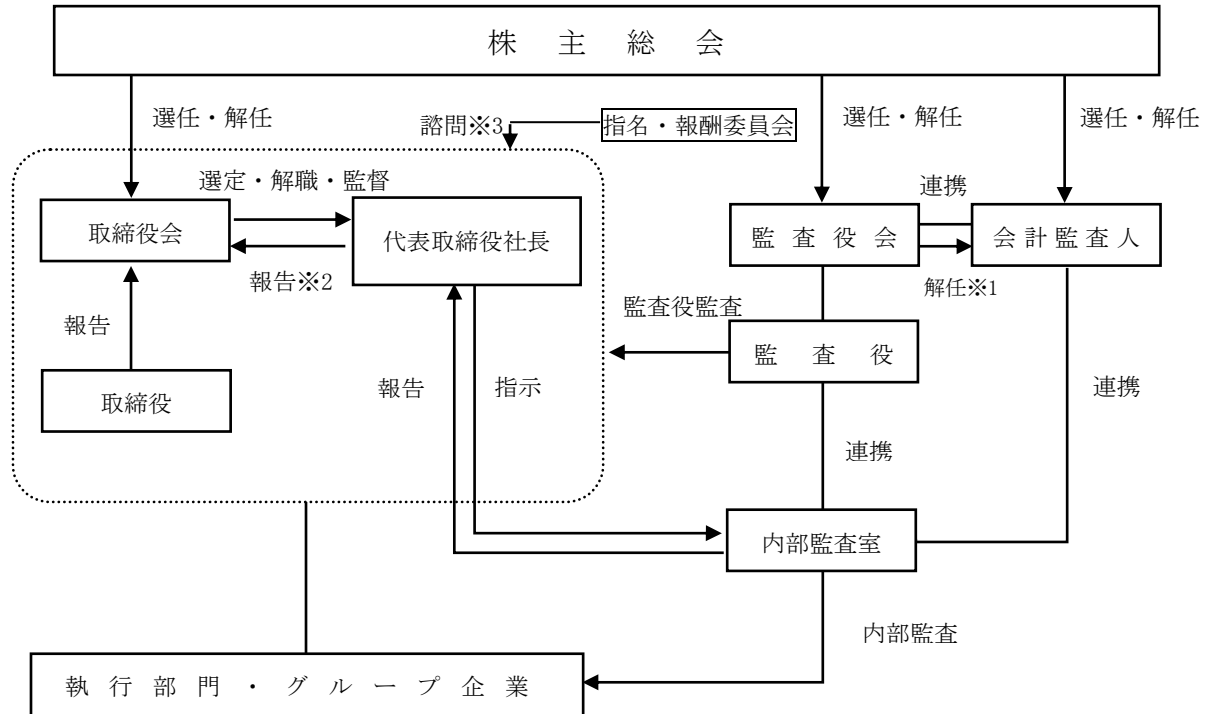 株主総会
選任・解任
諮問※3
指名・報酬委員会
選任・解任
選任・解任
選定・解職・監督
連携
取締役会
代表取締役社長
監査役会
会計監査人
報告※2
解任※1
報告
監査役監査
監査役
取締役
報告
指示
連携
連携
内部監査室
内部監査
執行部門・グループ企業